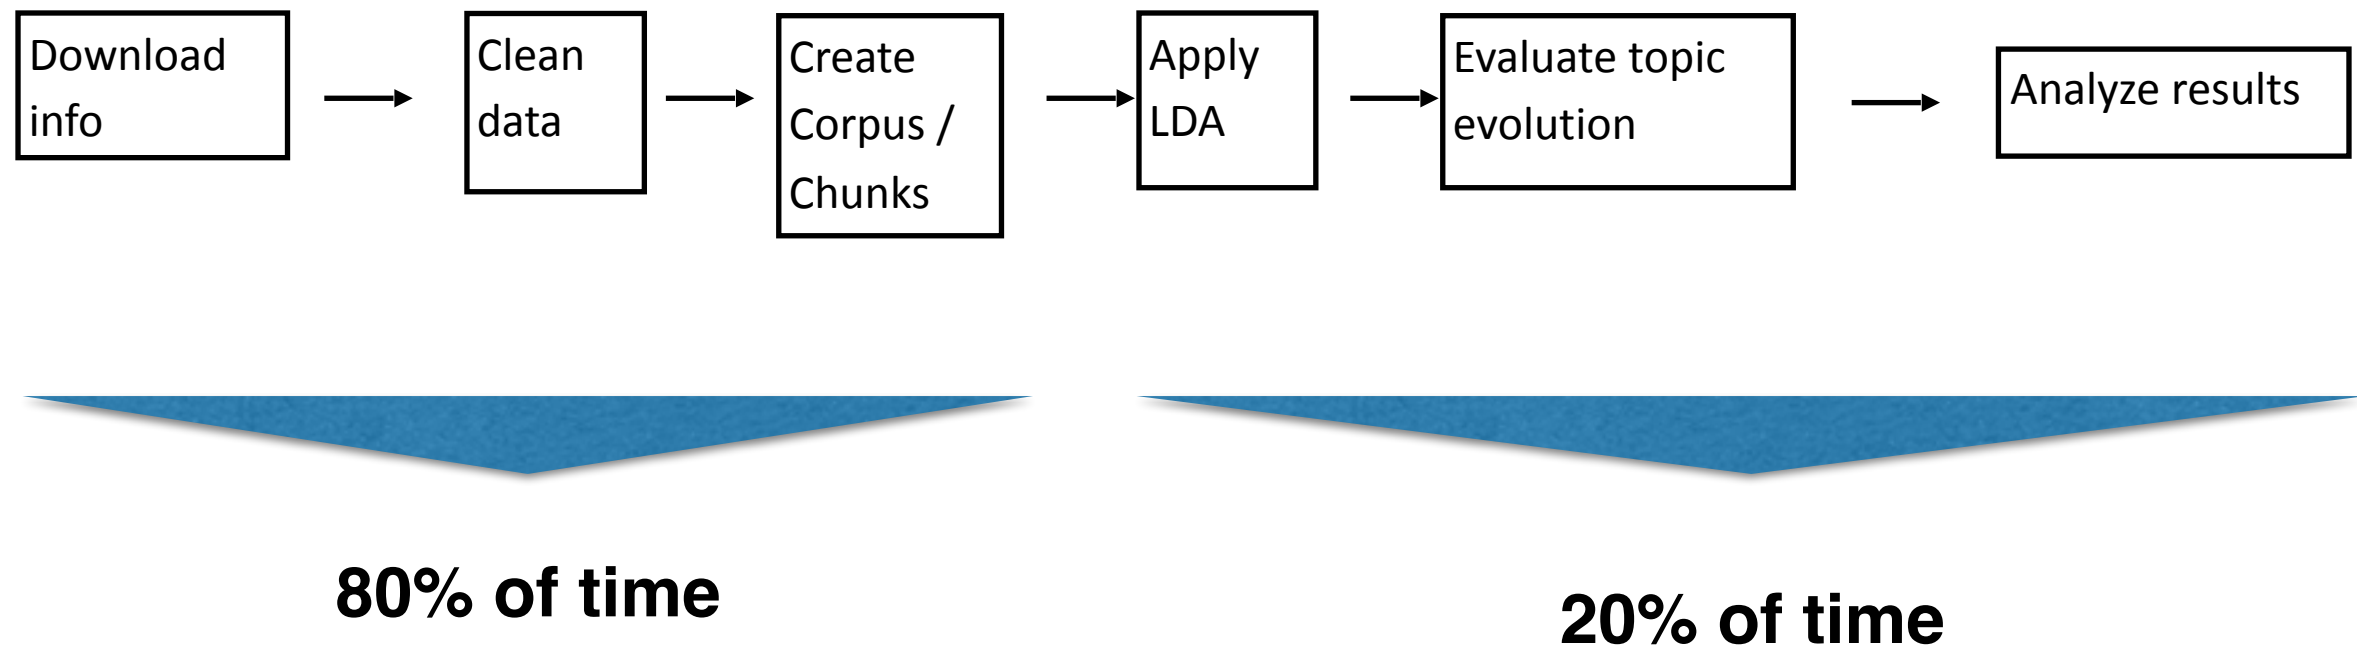 Download
info
Clean
data
Create
Corpus /
Chunks
Apply
LDA
Evaluate topic
evolution
Analyze results
80% of time
20% of time